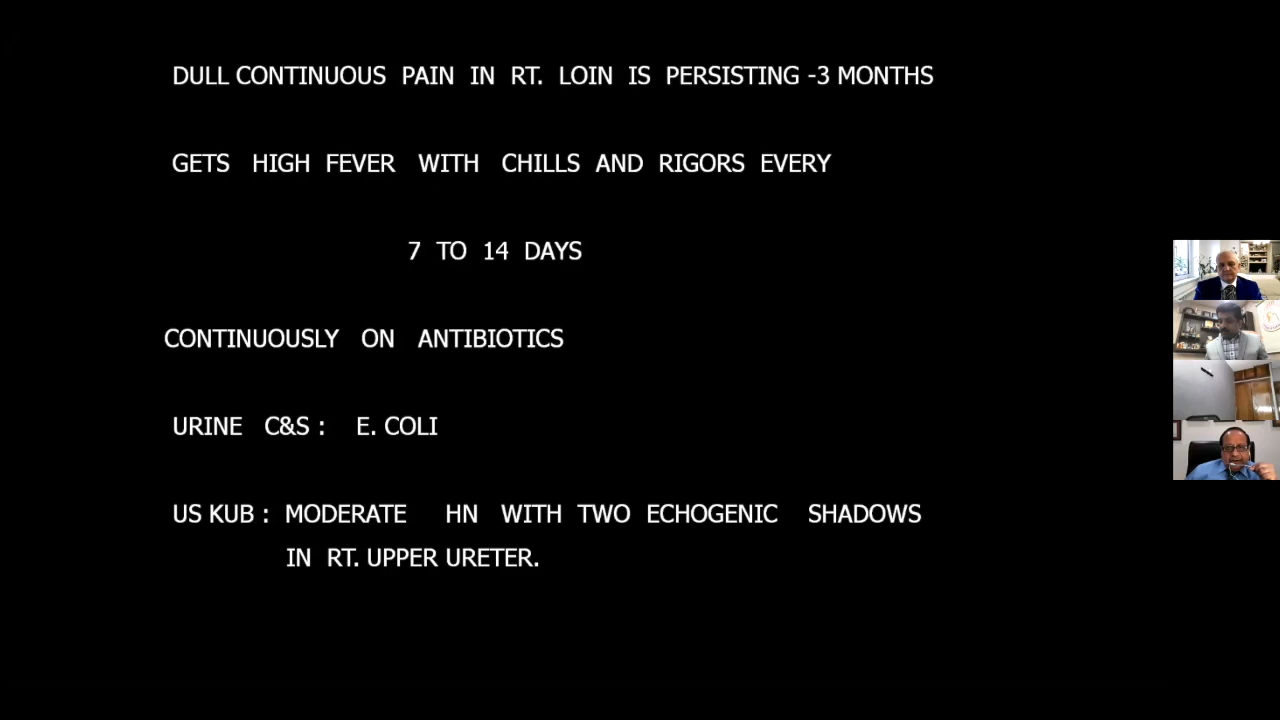 DULL CONTINUOUS PAIN IN RT. LOIN IS PERSISTING -3 MONTHS
GETS HIGH FEVER WITH CHILLS AND RIGORS EVERY
7 TO 14 DAYS
CONTINUOUSLY ON ANTIBIOTICS
URINE C&S : E. COLI
US KUB : MODERATE HN WITH TWO ECHOGENIC SHADOWS
IN RT. UPPER URETER.